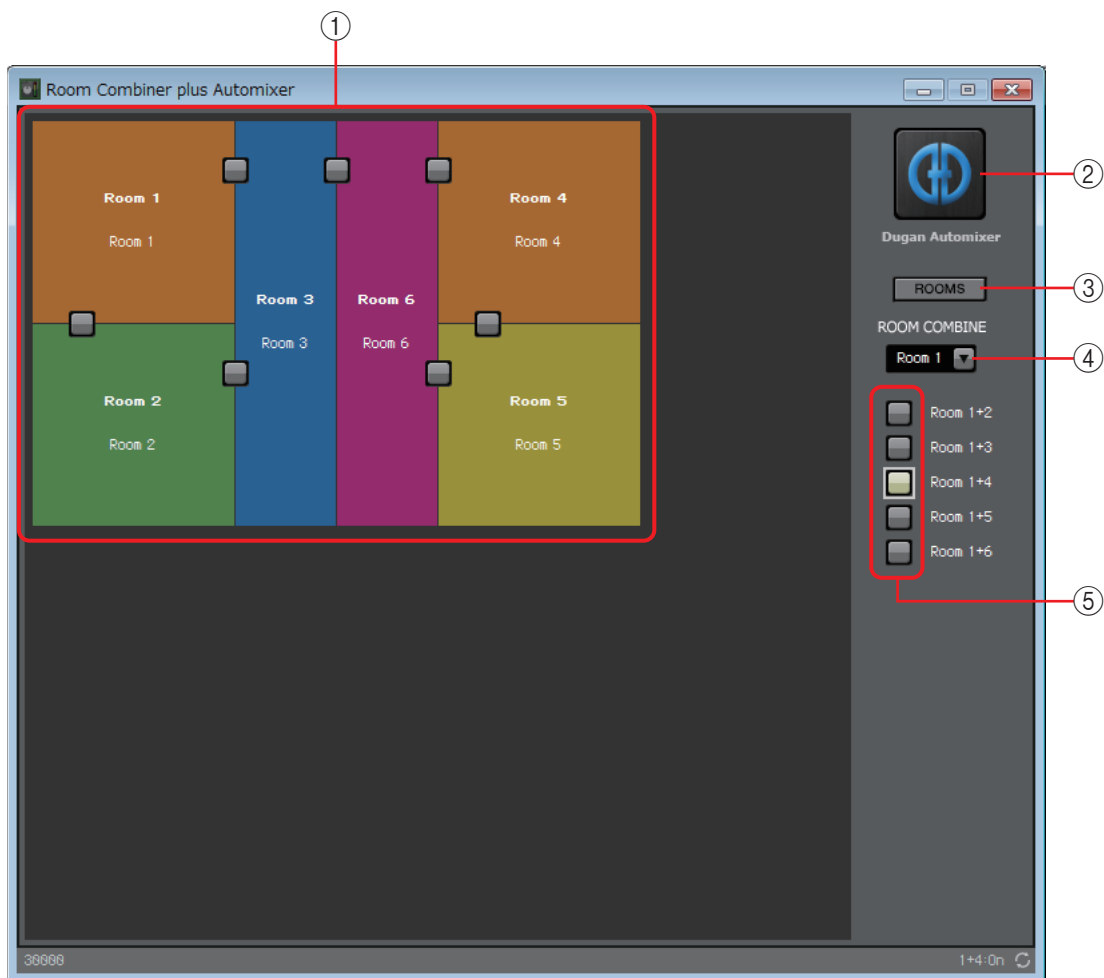 ①
Room Combiner plus Automixer
Room 1
Room 1
Room 4
Room 4
②
Dugan Automixer
Room 3
Room 3
Room 6
Room 6
ROOMS
③
ROOM COMBINE
Room 1
④
Room 2
Room 2
Room 5
Room 5
Room 1+2
Room 1+3
Room 1+4
Room 1+5
Room 1+6
⑤
30000
1+4:On